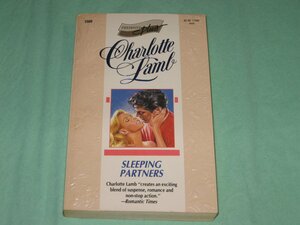 Plus
Charlotte
Lamb
SLEEPING
PARTNERS
Charlotte Lamb "creates an exciting
blend of suspense, romance and
non-stop action."
—Romantic Times